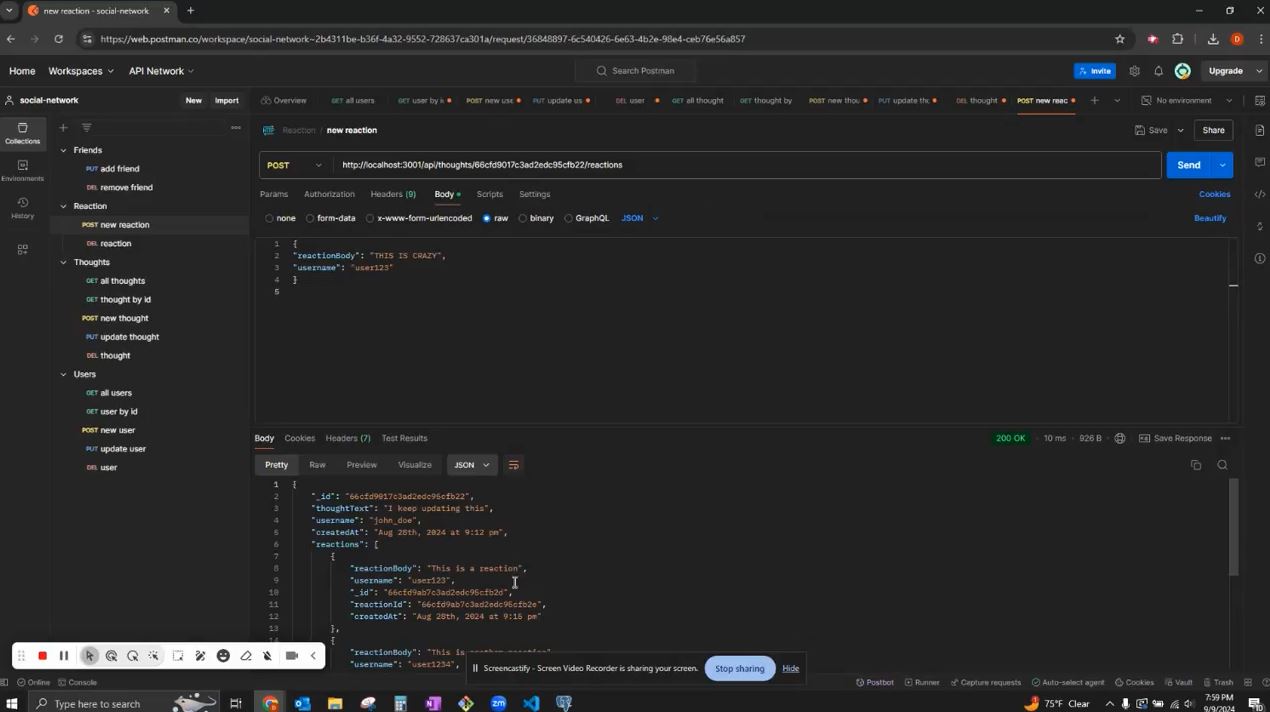 new reaction - social-network
https://web.postman.co/workspace/social-network~2b4311be-b36f-4a32-9552-728637ca301a/request/36848897-6c540426-6e63-4b2e-98e4-ceb76e56a857
Home Workspaces API Network Search Postman Invite Upgrade
social-network New Import Overview GET all users GET user by i POST new use PUT update us DEL user GET all thought GET thought by POST new thou PUT update tho DEL thought POST new reac No environment
Collections
Environments
History
Friends
PUT add friend
DEL remove friend
Reaction
POST new reaction
DEL reaction
Thoughts
GET all thoughts
GET thought by id
POST new thought
PUT update thought
DEL thought
Users
GET all users
GET user by id
POST new user
PUT update user
DEL user
Reaction / new reaction Save Share
POST http://localhost:3001/api/thoughts/66cfd9017c3ad2edc95cfb22/reactions Send
Params Authorization Headers (9) Body Scripts Settings Cookies
none form-data x-www-form-urlencoded raw binary GraphQL JSON Beautify
1 {
2 "reactionBody": "THIS IS CRAZY",
3 "username": "user123"
4 }
5
Body Cookies Headers (7) Test Results 200 OK 10 ms 926 B Save Response
Pretty Raw Preview Visualize JSON
1 {
2 "_id": "66cfd9017c3ad2edc95cfb22",
3 "thoughtText": "I keep updating this",
4 "username": "john_doe",
5 "createdAt": "Aug 28th, 2024 at 9:12 pm",
6 "reactions": [
7 {
8 "reactionBody": "This is a reaction",
9 "username": "user123",
10 "_id": "66cfd9ab7c3ad2edc95cfb2d",
11 "reactionId": "66cfd9ab7c3ad2edc95cfb2e",
12 "createdAt": "Aug 28th, 2024 at 9:15 pm"
13 },
14 {
"reactionBody": "This is another reaction"
"username": "user1234",
Screencastify - Screen Video Recorder is sharing your screen. Stop sharing Hide
Online Console Postbot Runner Capture requests Auto-select agent Cookies Vault Trash
Type here to search 75°F Clear 7:59 PM
9/9/2024